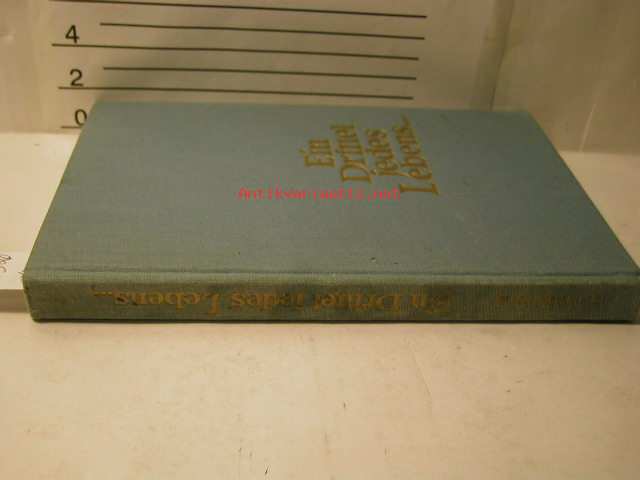 4
2
0
Ein
Drittel
jedes
Lebens...
Antikvariaatti.net
Ein Drittel jedes Lebens...